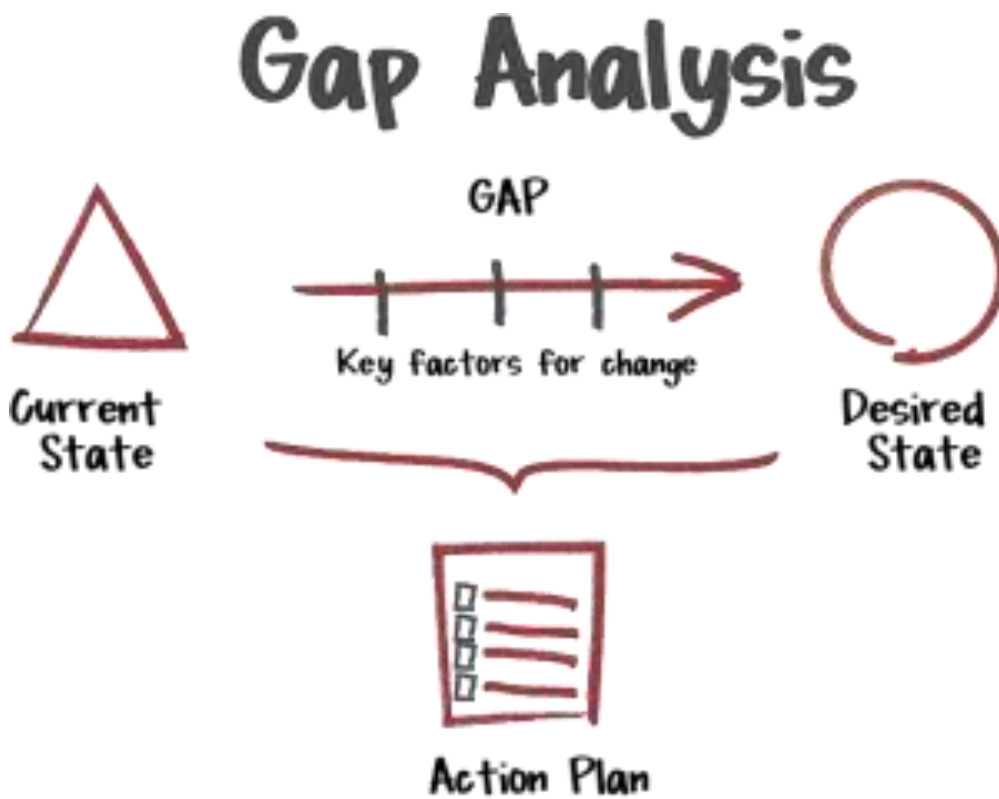 Gap Analysis
GAP
Key factors for change
Current
State
Desired
State
Action Plan